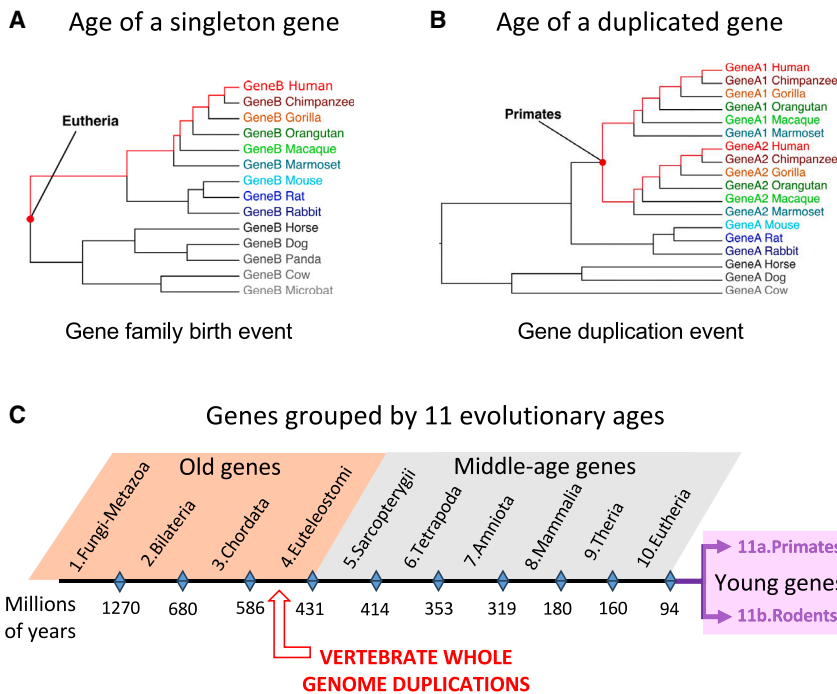 A
Age of a singleton gene
Eutheria
GeneB Human
GeneB Chimpanzee
GeneB Gorilla
GeneB Orangutan
GeneB Macaque
GeneB Marmoset
GeneB Mouse
GeneB Rat
GeneB Rabbit
GeneB Horse
GeneB Dog
GeneB Panda
GeneB Cow
GeneB Microbat
Gene family birth event
B
Age of a duplicated gene
Primates
GeneA1 Human
GeneA1 Chimpanzee
GeneA1 Gorilla
GeneA1 Orangutan
GeneA1 Macaque
GeneA1 Marmoset
GeneA2 Human
GeneA2 Chimpanzee
GeneA2 Gorilla
GeneA2 Orangutan
GeneA2 Macaque
GeneA2 Marmoset
GeneA Mouse
GeneA Rat
GeneA Rabbit
GeneA Horse
GeneA Dog
GeneA Cow
Gene duplication event
C
Genes grouped by 11 evolutionary ages
Old genes
Middle-age genes
1.Fungi-Metazoa
2.Bilateria
3.Chordata
4.Euteleostomi
5.Sarcopterygii
6.Tetrapoda
7.Amniota
8.Mammalia
9.Theria
10.Eutheria
11a.Primates
Young genes
11b.Rodents
Millions
of years
1270 680 586 431 414 353 319 180 160 94
VERTEBRATE WHOLE
GENOME DUPLICATIONS